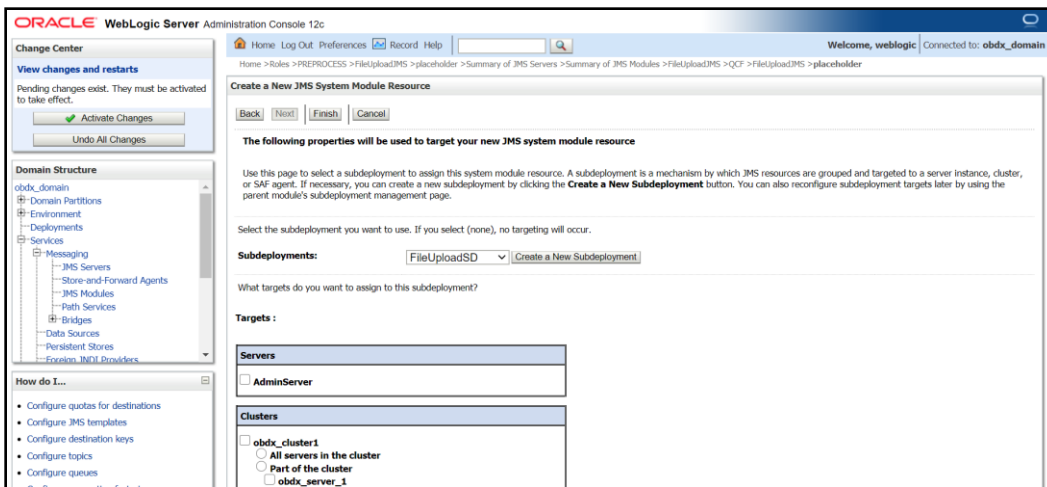 ORACLE WebLogic Server Administration Console 12c
Change Center
View changes and restarts
Pending changes exist. They must be activated
to take effect.
Activate Changes
Undo All Changes
Domain Structure
obdx_domain
Domain Partitions
Environment
Deployments
Services
Messaging
JMS Servers
Store-and-Forward Agents
JMS Modules
Path Services
Bridges
Data Sources
Persistent Stores
Foreign JNDI Providers
How do I...
Configure quotas for destinations
Configure JMS templates
Configure destination keys
Configure topics
Configure queues
Home Log Out Preferences Record Help
Welcome, weblogic Connected to: obdx_domain
Home >Roles >PREPROCESS >FileUploadJMS >placeholder >Summary of JMS Servers >Summary of JMS Modules >FileUploadJMS >QCF >FileUploadJMS >placeholder
Create a New JMS System Module Resource
Back Next Finish Cancel
The following properties will be used to target your new JMS system module resource
Use this page to select a subdeployment to assign this system module resource. A subdeployment is a mechanism by which JMS resources are grouped and targeted to a server instance, cluster,
or SAF agent. If necessary, you can create a new subdeployment by clicking the Create a New Subdeployment button. You can also reconfigure subdeployment targets later by using the
parent module's subdeployment management page.
Select the subdeployment you want to use. If you select (none), no targeting will occur.
Subdeployments: FileUploadSD Create a New Subdeployment
What targets do you want to assign to this subdeployment?
Targets :
Servers
AdminServer
Clusters
obdx_cluster1
All servers in the cluster
Part of the cluster
obdx_server_1